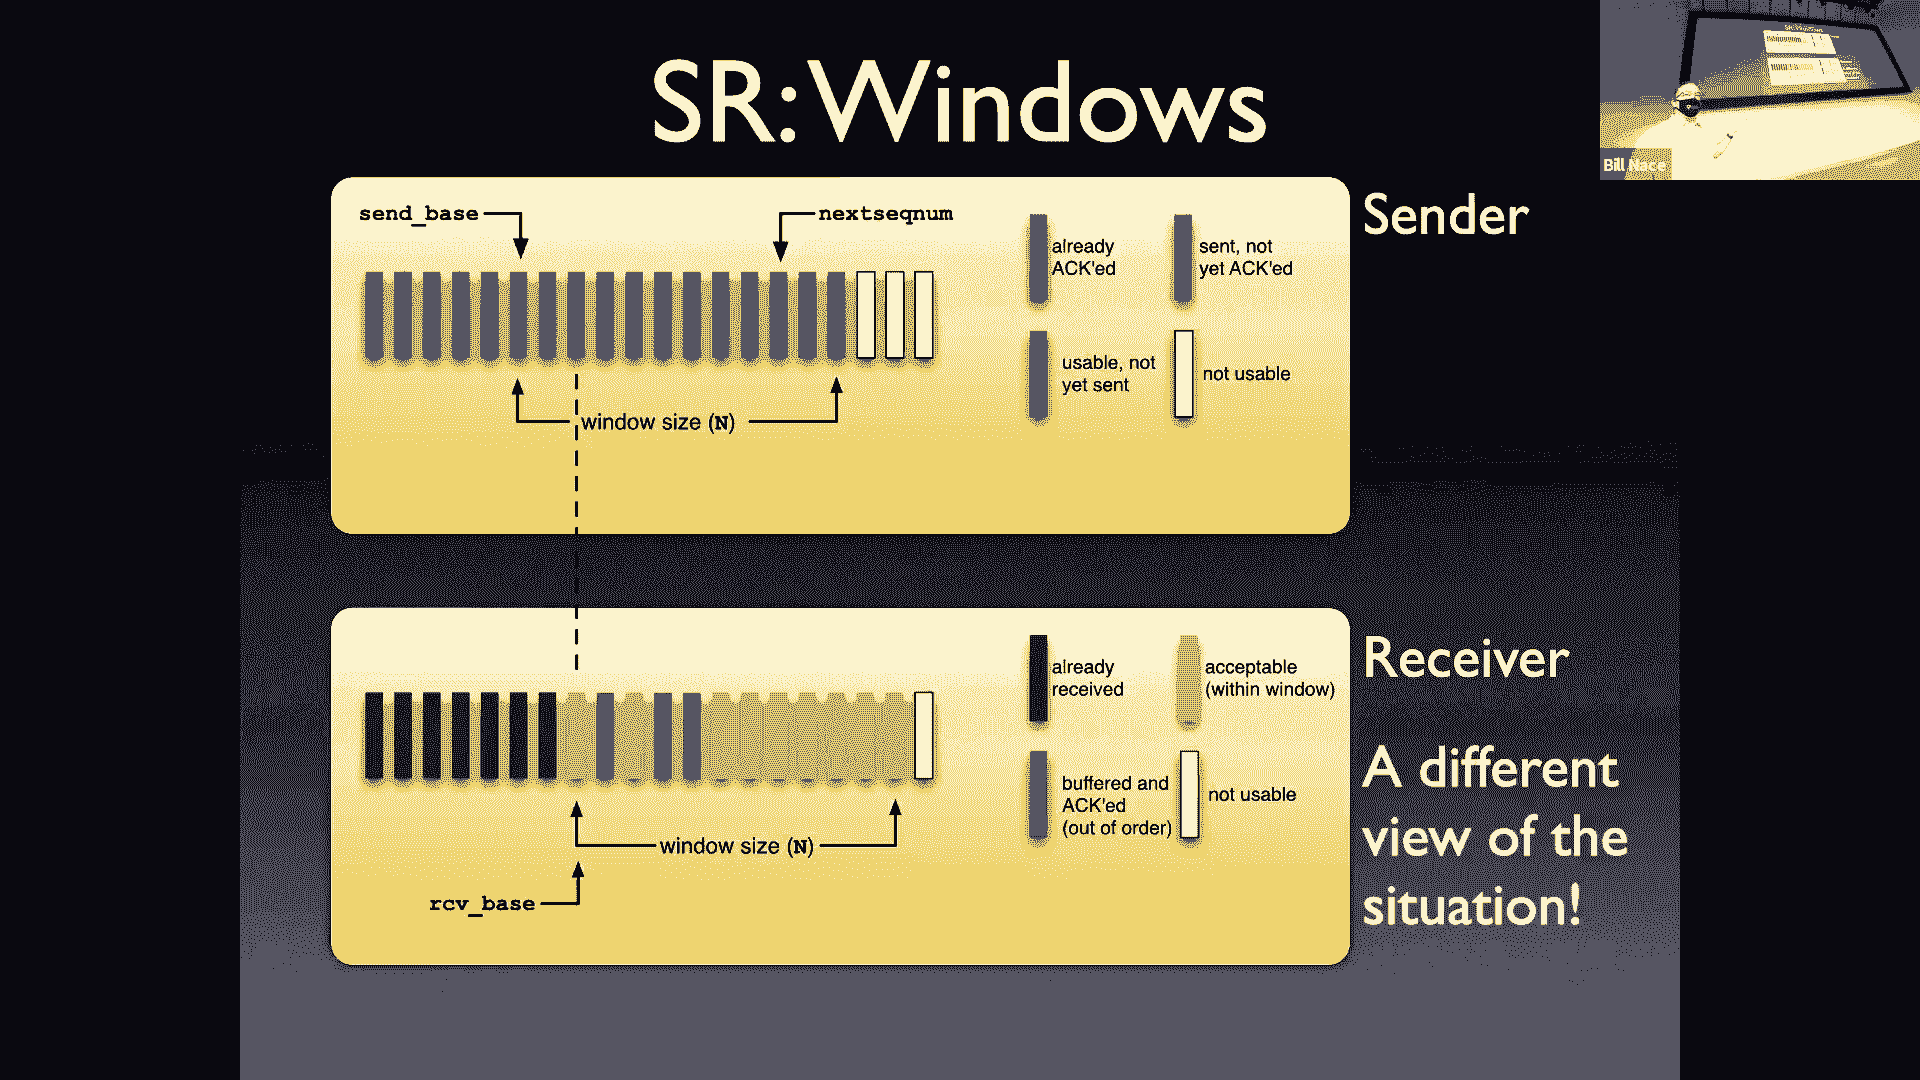 SR: Windows
Bill Nace
Sender
send_base
nextseqnum
already
ACK'ed
sent, not
yet ACK'ed
usable, not
yet sent
not usable
window size (N)
Receiver
already
received
acceptable
(within window)
buffered and
ACK'ed
(out of order)
not usable
window size (N)
rcv_base
A different
view of the
situation!